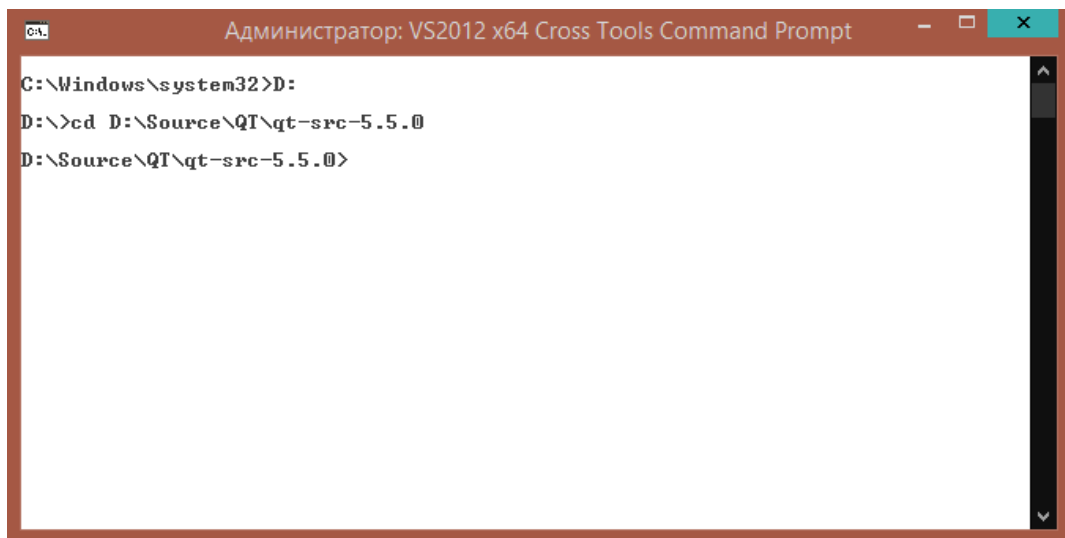 Администратор: VS2012 x64 Cross Tools Command Prompt
C:\Windows\system32>D:
D:\>cd D:\Source\QT\qt-src-5.5.0
D:\Source\QT\qt-src-5.5.0>